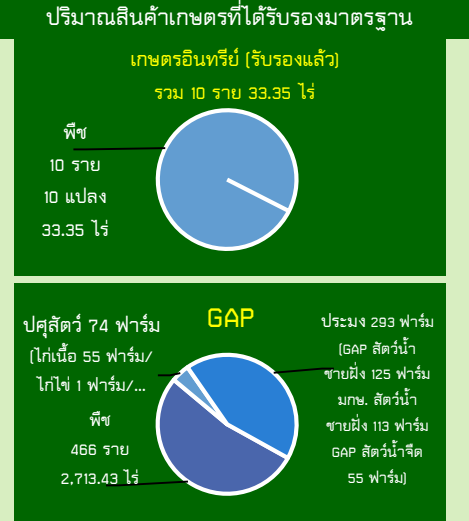 ปริมาณสินค้าเกษตรที่ได้รับรองมาตรฐาน
เกษตรอินทรีย์ (รับรองแล้ว)
รวม 10 ราย 33.35 ไร่
พืช
10 ราย
10 แปลง
33.35 ไร่
GAP
ปศุสัตว์ 74 ฟาร์ม
(ไก่เนื้อ 55 ฟาร์ม/
ไก่ไข่ 1 ฟาร์ม/...
พืช
466 ราย
2,713.43 ไร่
ประมง 293 ฟาร์ม
(GAP สัตว์น้ำ
ชายฝั่ง 125 ฟาร์ม
มกษ. สัตว์น้ำ
ชายฝั่ง 113 ฟาร์ม
GAP สัตว์น้ำจืด
55 ฟาร์ม)